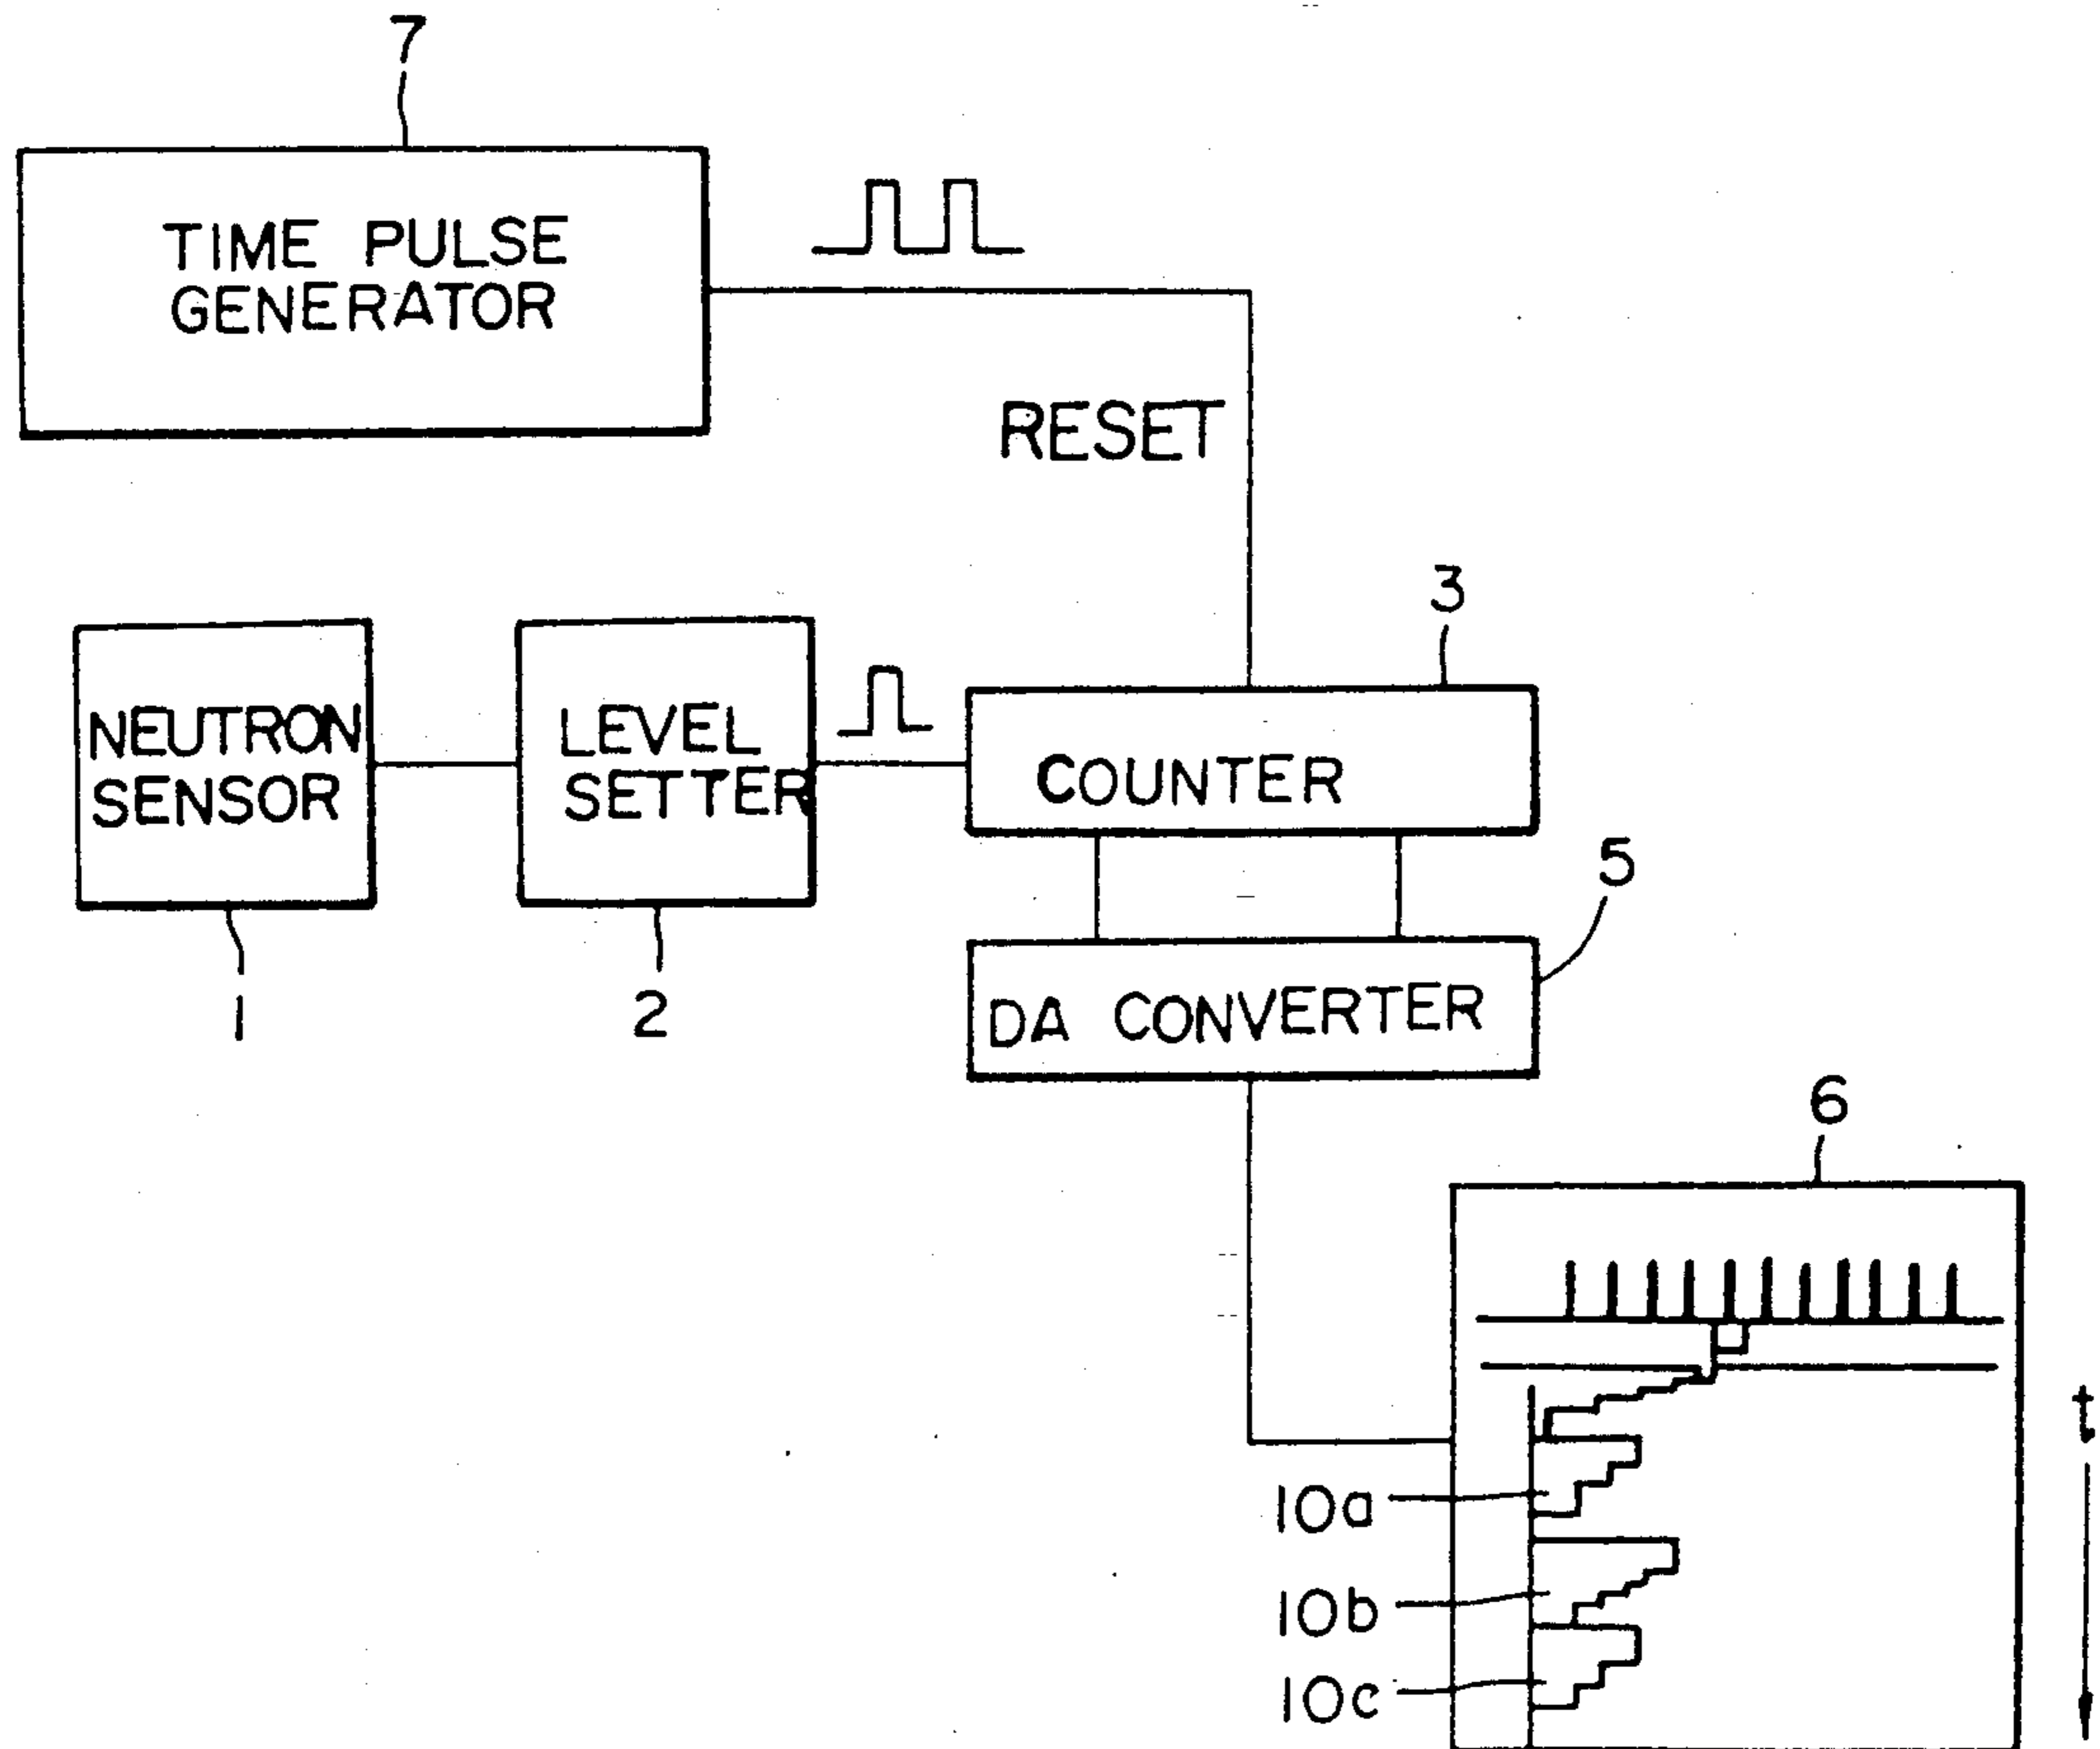 7
TIME PULSE
GENERATOR
RESET
3
NEUTRON
SENSOR
LEVEL
SETTER
COUNTER
5
1
2
DA CONVERTER
6
t
10a
10b
10c